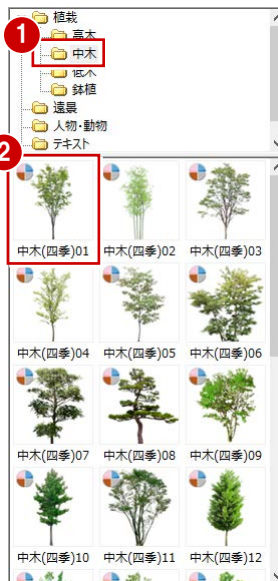 1
植栽
高木
中木
低木
鉢植
遠景
人物・動物
テキスト
2
中木(四季)01
中木(四季)02
中木(四季)03
中木(四季)04
中木(四季)05
中木(四季)06
中木(四季)07
中木(四季)08
中木(四季)09
中木(四季)10
中木(四季)11
中木(四季)12